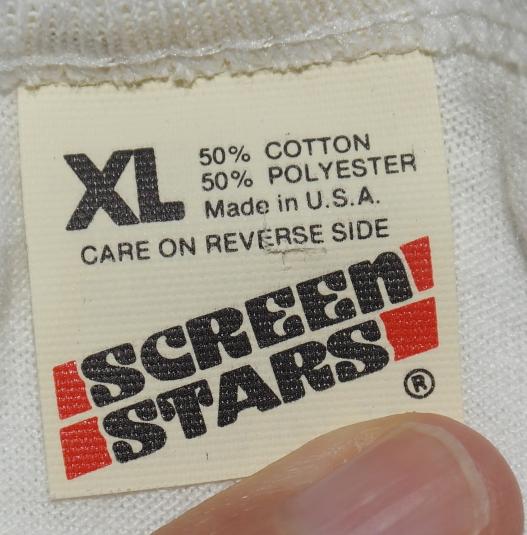 XL
50% COTTON
50% POLYESTER
Made in U.S.A.
CARE ON REVERSE SIDE
SCREEN
STARS
®